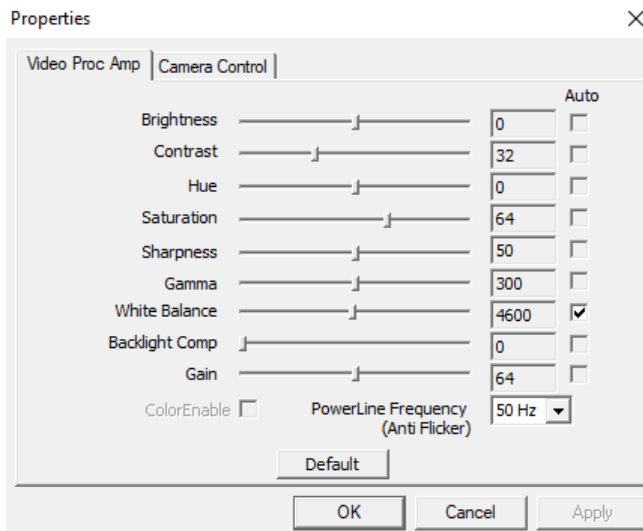 Properties
Video Proc Amp
Camera Control
Auto
Brightness 0
Contrast 32
Hue 0
Saturation 64
Sharpness 50
Gamma 300
White Balance 4600
Backlight Comp 0
Gain 64
ColorEnable PowerLine Frequency 50 Hz
(Anti Flicker)
Default
OK Cancel Apply